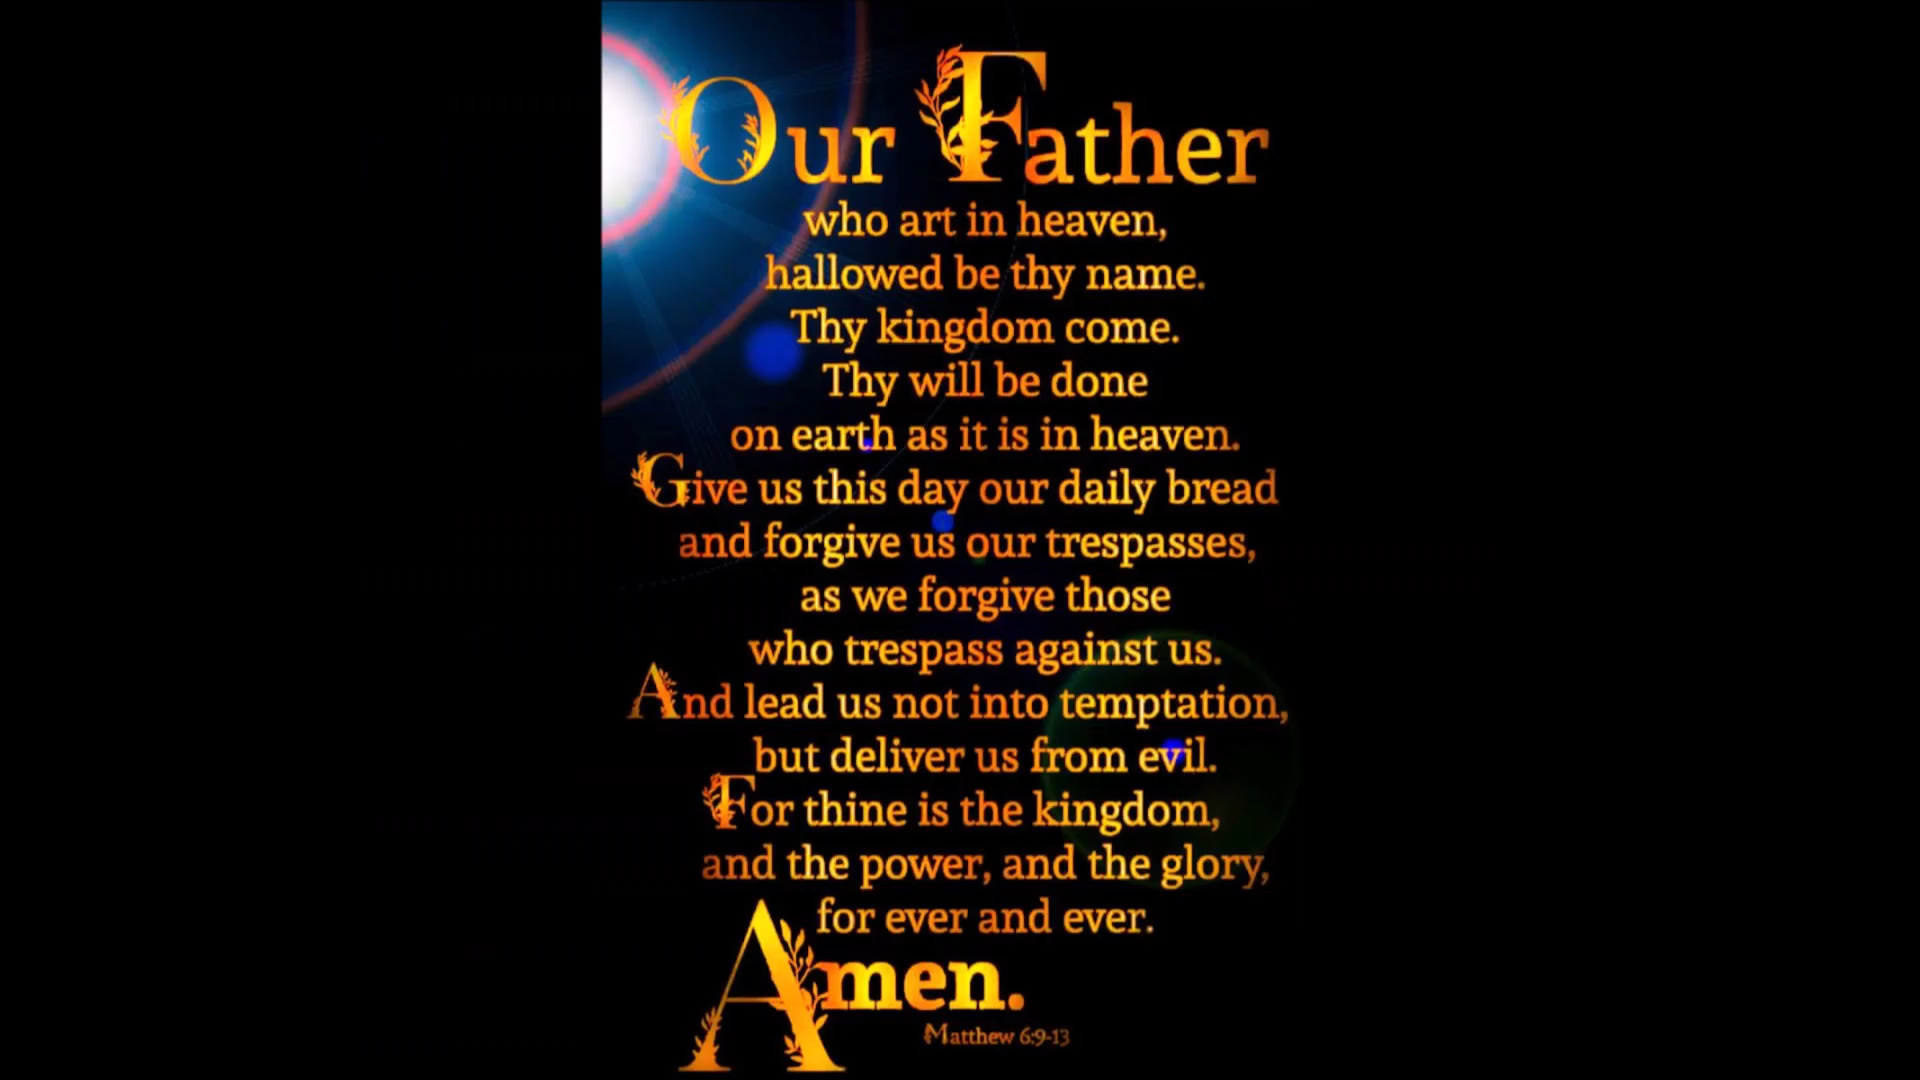 Our Father
who art in heaven,
hallowed be thy name.
Thy kingdom come.
Thy will be done
on earth as it is in heaven.
Give us this day our daily bread
and forgive us our trespasses,
as we forgive those
who trespass against us.
And lead us not into temptation,
but deliver us from evil.
For thine is the kingdom,
and the power, and the glory,
for ever and ever.
Amen.
Matthew 6:9-13